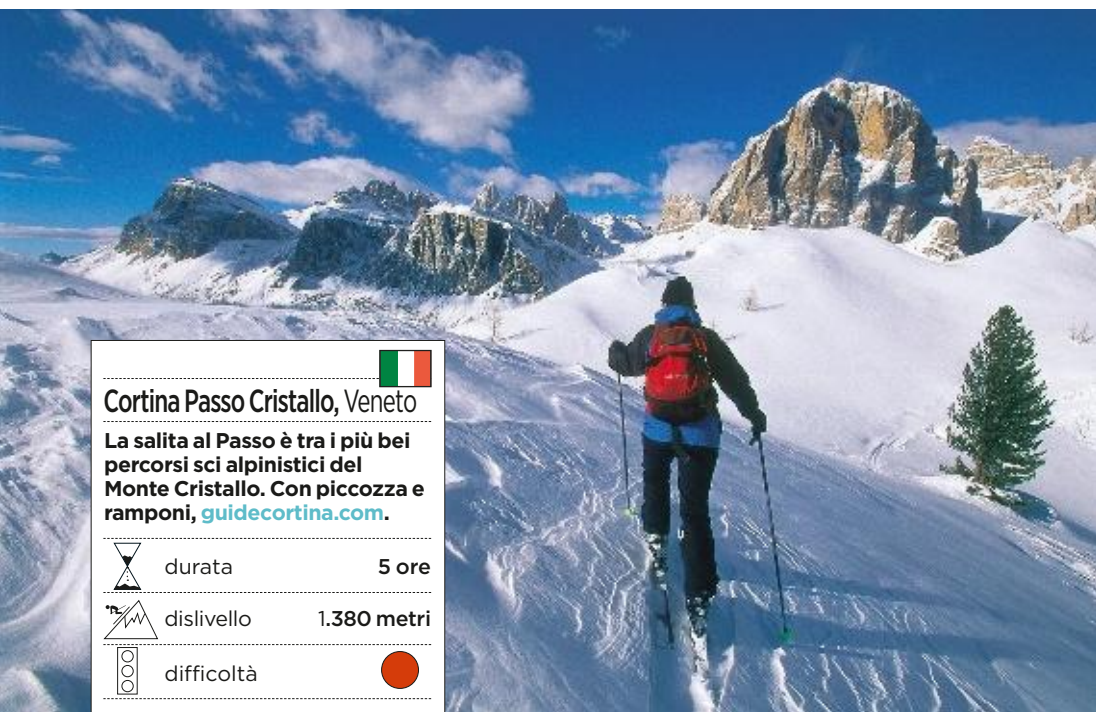 Cortina Passo Cristallo, Veneto
La salita al Passo è tra i più bei
percorsi sci alpinistici del
Monte Cristallo. Con piccozza e
ramponi, guidecortina.com.
durata 5 ore
dislivello 1.380 metri
difficoltà